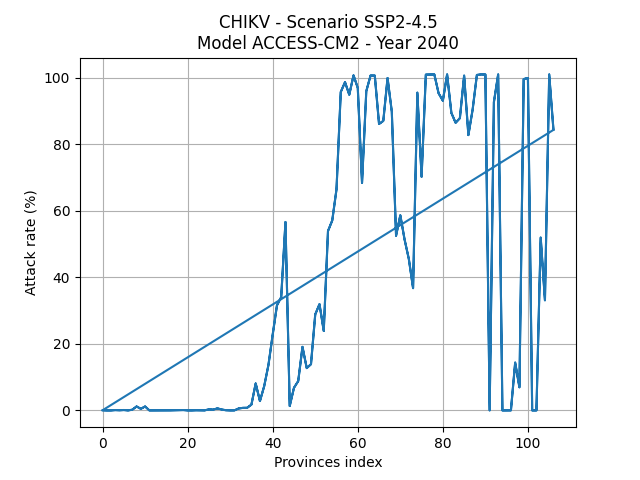 CHIKV - Scenario SSP2-4.5
Model ACCESS-CM2 - Year 2040
100
80
60
40
20
0
Attack rate (%)
0 20 40 60 80 100
Provinces index